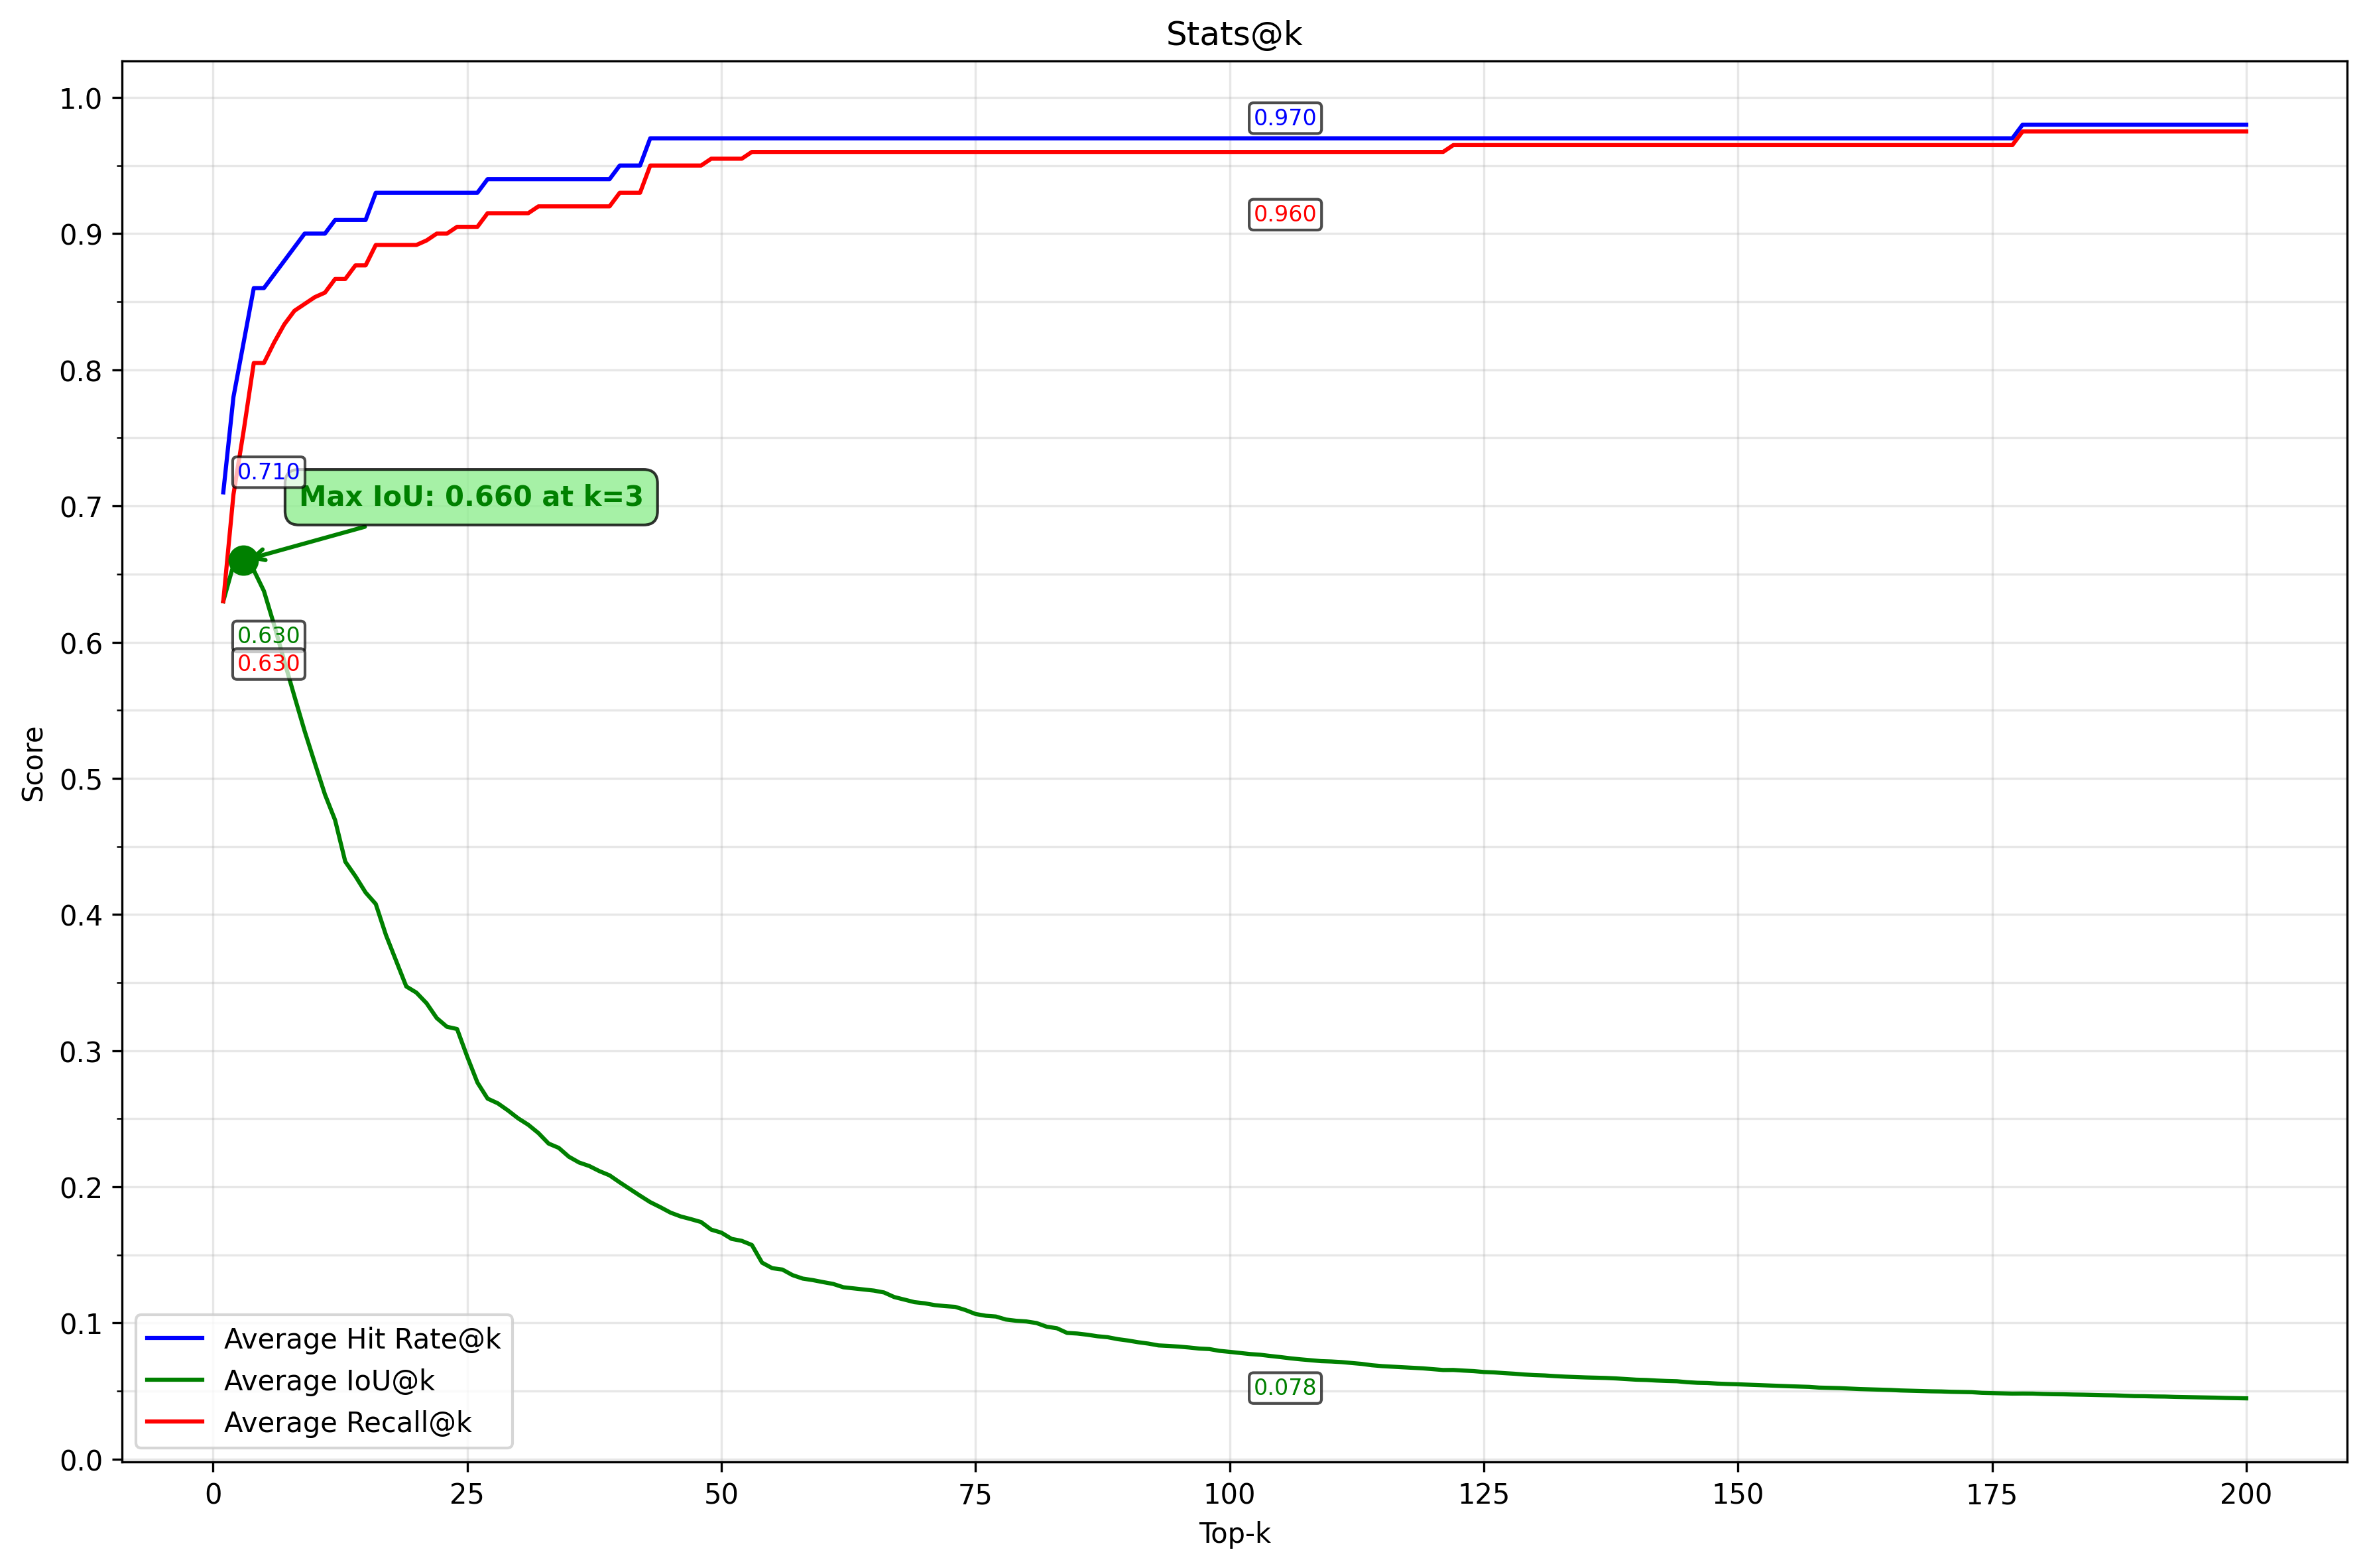 Stats@k
1.0
0.9
0.8
0.7
0.6
0.5
0.4
0.3
0.2
0.1
0.0
Score
0.970
0.960
0.710
Max IoU: 0.660 at k=3
0.630
0.630
0.078
Average Hit Rate@k
Average IoU@k
Average Recall@k
0 25 50 75 100 125 150 175 200
Top-k